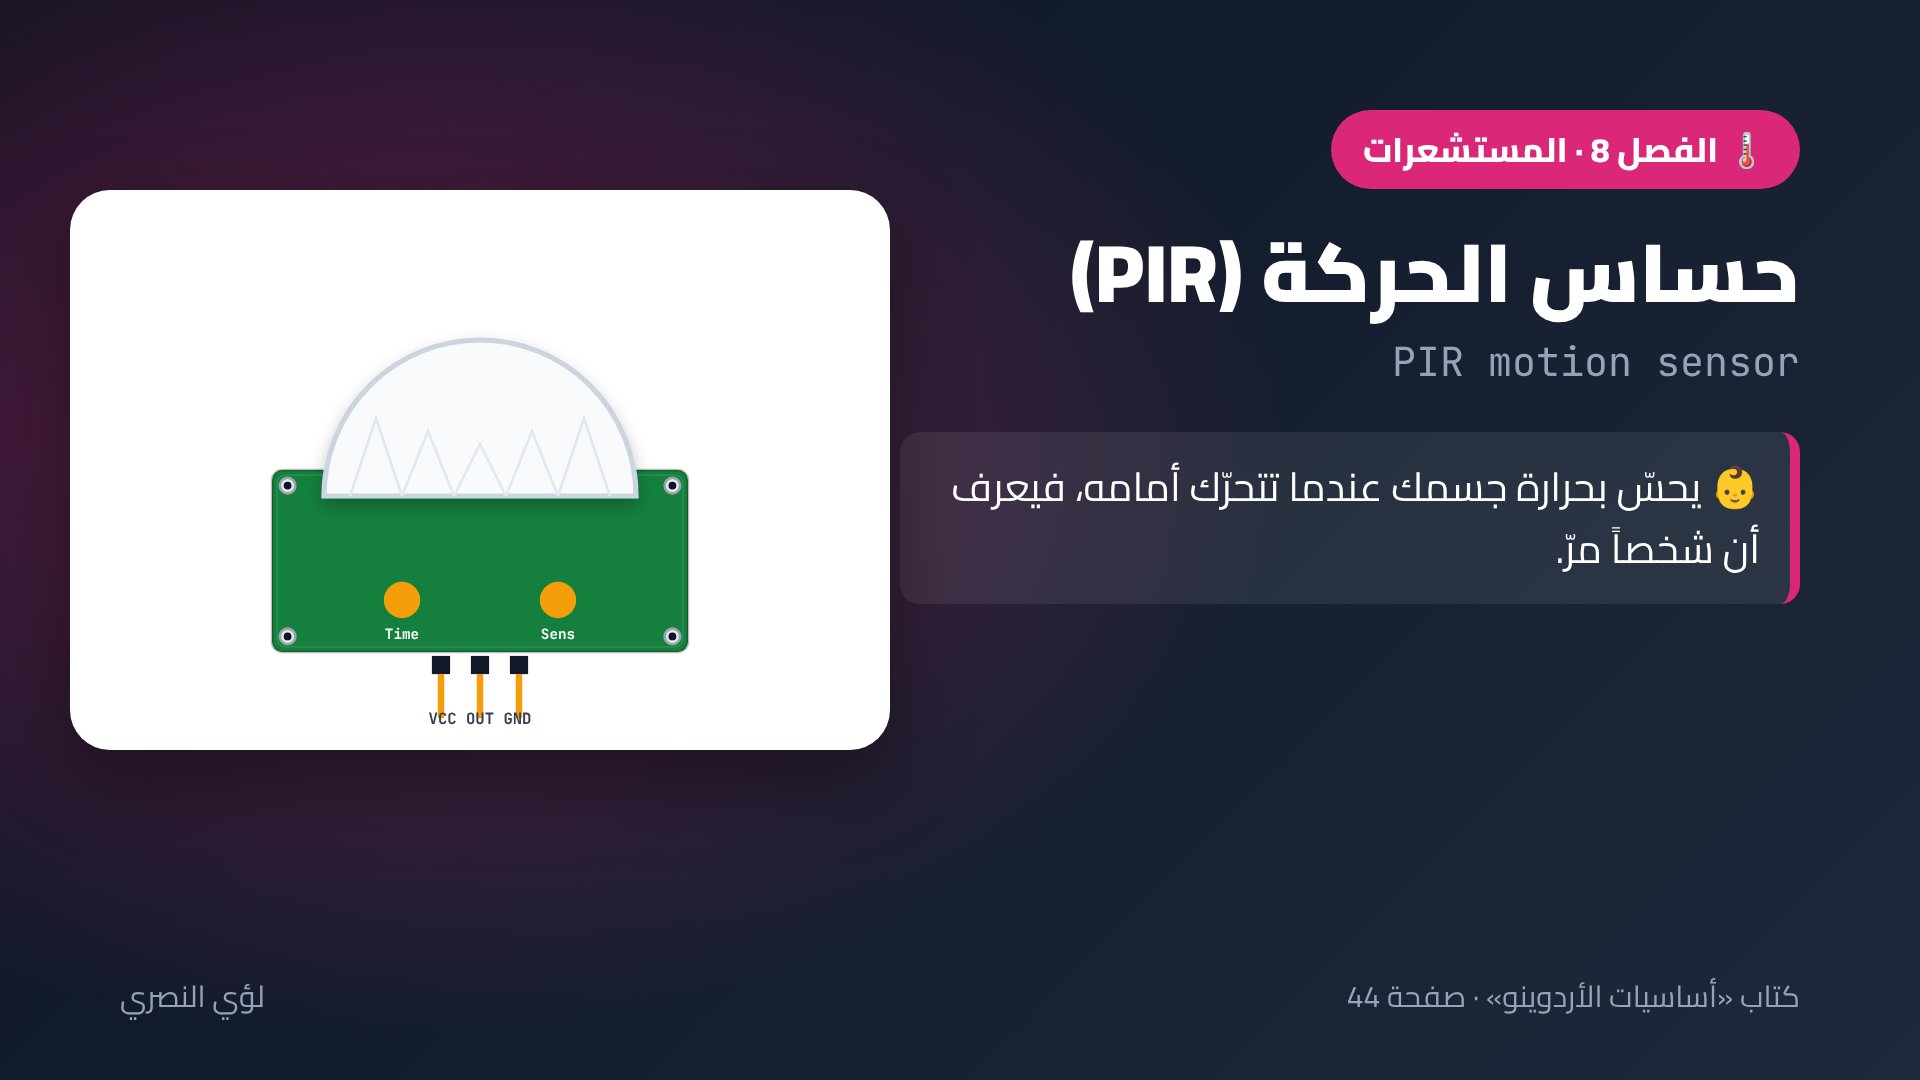 🌡️ الفصل 8 · المستشعرات
حساس الحركة (PIR)
PIR motion sensor
👶 يحسّ بحرارة جسمك عندما تتحرّك أمامه، فيعرف
أن شخصاً مرّ.
Time Sens
VCC OUT GND
كتاب «أساسيات الأردوينو» · صفحة 44
لؤي النصري